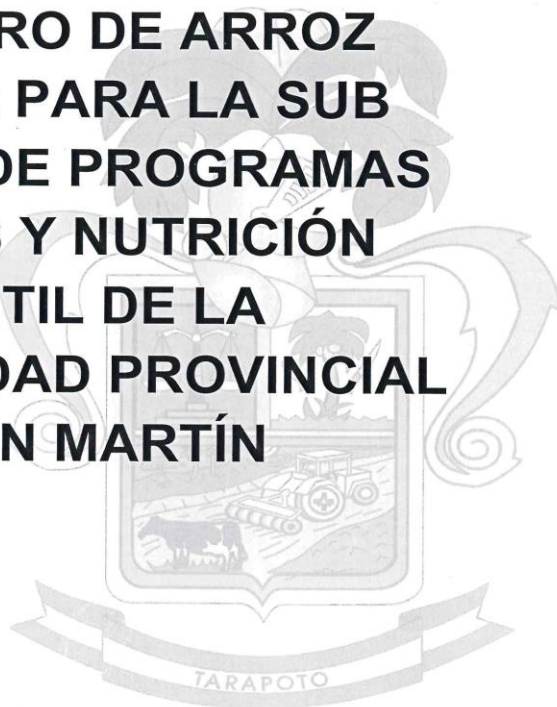 RO DE ARROZ
PARA LA SUB
DE PROGRAMAS
Y NUTRICIÓN
TIL DE LA
DAD PROVINCIAL
N MARTÍN
TARAPOTO